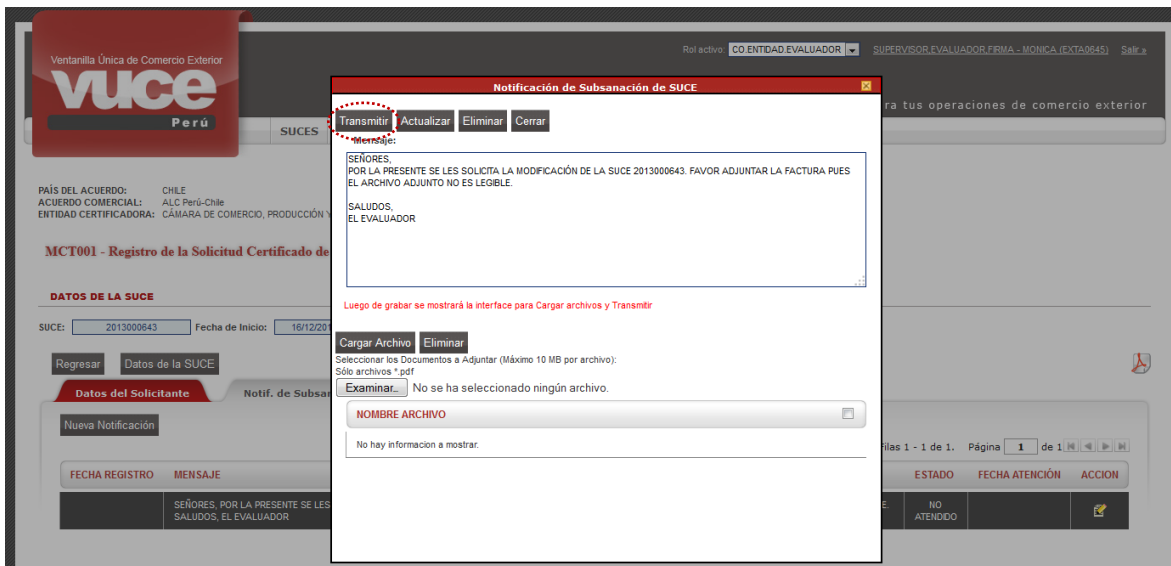 Ventanilla Única de Comercio Exterior
vuce
Perú
Rol activo: CO.ENTIDAD.EVALUADOR SUPERVISOR.EVALUADOR.FIRMA - MONICA (EXTA0645) Salir »
ra tus operaciones de comercio exterior
SUCES
PAÍS DEL ACUERDO: CHILE
ACUERDO COMERCIAL: ALC Perú-Chile
ENTIDAD CERTIFICADORA: CÁMARA DE COMERCIO, PRODUCCIÓN Y
MCT001 - Registro de la Solicitud Certificado de
DATOS DE LA SUCE
SUCE: 2013000643 Fecha de Inicio: 16/12/201
Regresar Datos de la SUCE
Datos del Solicitante Notif. de Subsan
Nueva Notificación
Filas 1 - 1 de 1. Página 1 de 1
FECHA REGISTRO MENSAJE ESTADO FECHA ATENCIÓN ACCION
SEÑORES, POR LA PRESENTE SE LES E. NO
SALUDOS, EL EVALUADOR ATENDIDO
Notificación de Subsanación de SUCE
Transmitir Actualizar Eliminar Cerrar
Mensaje:
SEÑORES,
POR LA PRESENTE SE LES SOLICITA LA MODIFICACIÓN DE LA SUCE 2013000643. FAVOR ADJUNTAR LA FACTURA PUES
EL ARCHIVO ADJUNTO NO ES LEGIBLE.
SALUDOS,
EL EVALUADOR
Luego de grabar se mostrará la interface para Cargar archivos y Transmitir
Cargar Archivo Eliminar
Seleccionar los Documentos a Adjuntar (Máximo 10 MB por archivo):
Sólo archivos *.pdf
Examinar... No se ha seleccionado ningún archivo.
NOMBRE ARCHIVO
No hay informacion a mostrar.